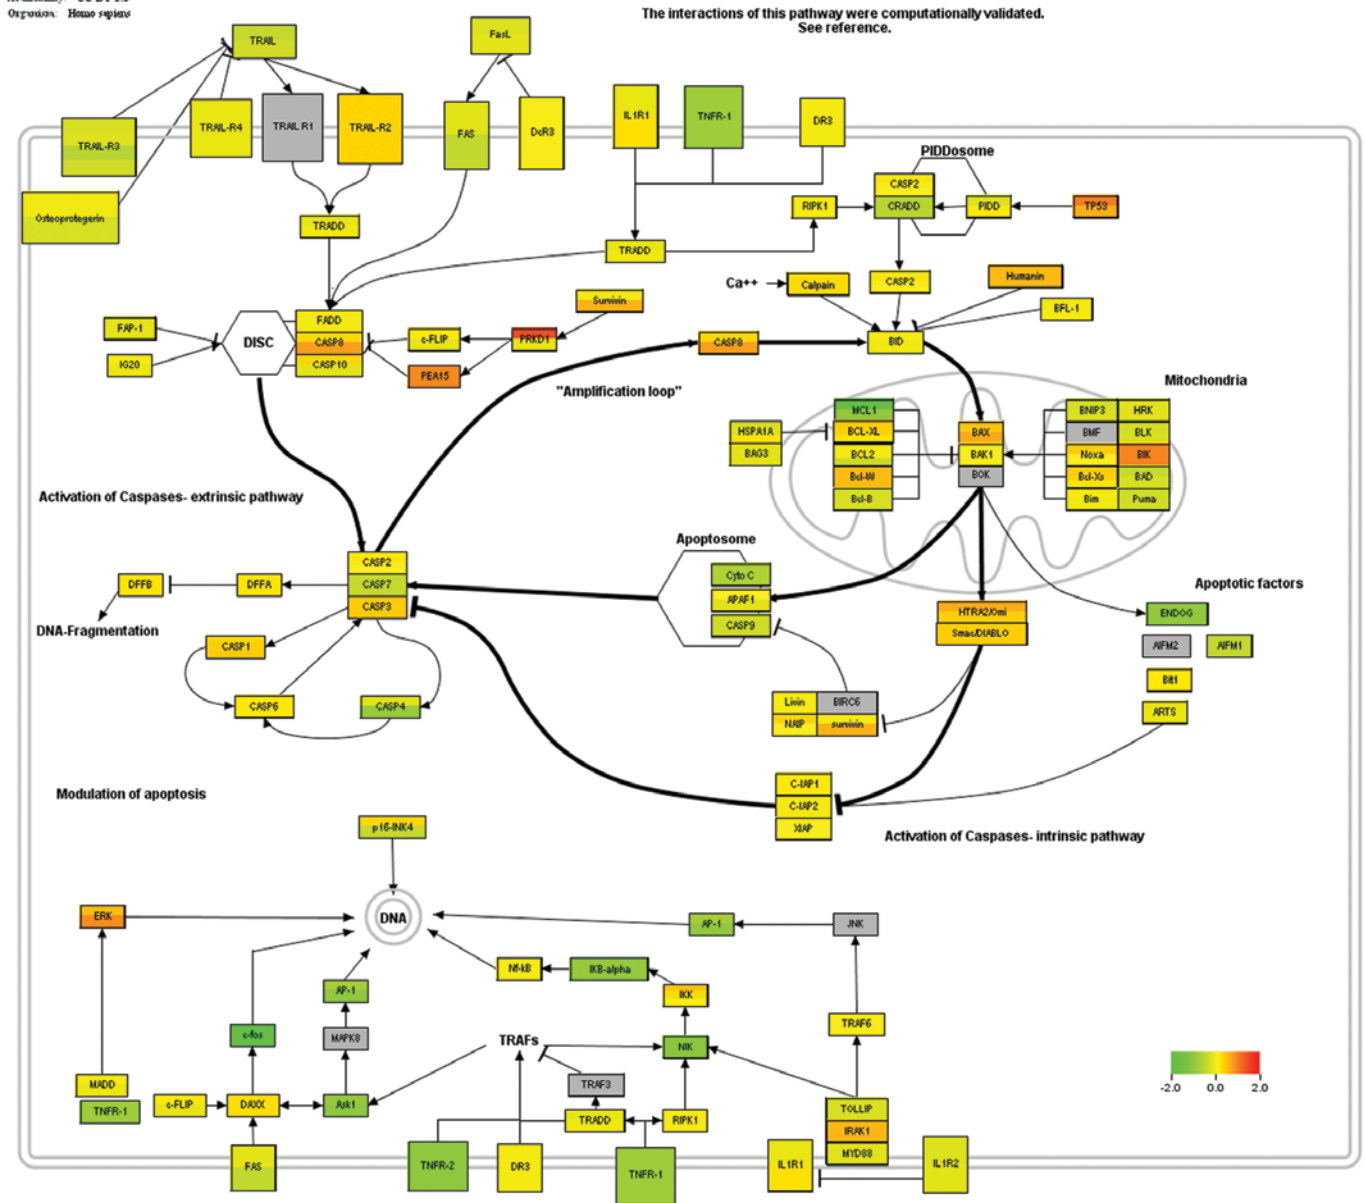 Organism: Homo sapiens
The interactions of this pathway were computationally validated.
See reference.
TRAIL
FasL
TRAIL-R3
TRAIL-R4
TRAIL R1
TRAIL-R2
FAS
DcR3
IL1R1
TNFR-1
DR3
Osteoprotegerin
TRADD
TRADD
PIDDosome
CASP2
RIPK1
CRADD
PIDD
TP53
Ca++
Calpain
CASP2
Humanin
BFL-1
FAP-1
IG20
DISC
FADD
CASP8
CASP10
c-FLIP
PRKD1
Survivin
PEA15
CASP8
BID
"Amplification loop"
Mitochondria
HSPA1A
BAG3
MCL1
BCL-XL
BCL2
Bcl-W
Bcl-B
BAX
BAK1
BOK
BNIP3
HRK
BMF
BLK
Noxa
BIK
Bcl-Xs
BAD
Bim
Puma
Activation of Caspases- extrinsic pathway
Apoptosome
Cyto C
APAF1
CASP9
DFFB
DFFA
CASP2
CASP7
CASP3
DNA-Fragmentation
CASP1
CASP6
CASP4
HTRA2/Omi
Smac/DIABLO
Apoptotic factors
ENDOG
AIFM2
AIFM1
Bit1
ARTS
Livin
BIRC6
NAIP
survivin
C-IAP1
C-IAP2
XIAP
Modulation of apoptosis
Activation of Caspases- intrinsic pathway
p16-INK4
ERK
DNA
AP-1
JNK
Nf-kB
IKB-alpha
AP-1
IKK
c-fos
MAPK8
TRAFs
NIK
TRAF6
MADD
TNFR-1
c-FLIP
DAXX
Ask1
TRAF3
TRADD
RIPK1
TOLLIP
IRAK1
MYD88
FAS
TNFR-2
DR3
TNFR-1
IL1R1
IL1R2
-2.0 0.0 2.0